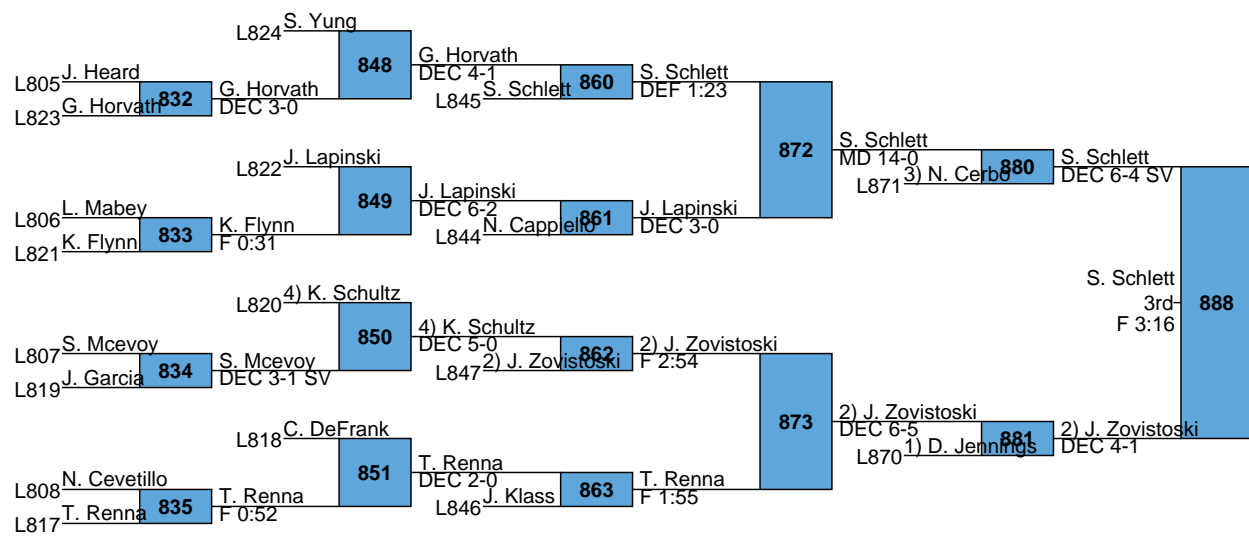 L824 S. Yung
848
G. Horvath
DEC 4-1
L805 J. Heard
832
L823 G. Horvath
G. Horvath
DEC 3-0
L845 S. Schlett
860
S. Schlett
DEF 1:23
872
S. Schlett
MD 14-0
L822 J. Lapinski
849
J. Lapinski
DEC 6-2
L806 L. Mabey
833
L821 K. Flynn
K. Flynn
F 0:31
L844 N. Cappiello
861
J. Lapinski
DEC 3-0
L871 3) N. Cerbo
880
S. Schlett
DEC 6-4 SV
888
S. Schlett
3rd
F 3:16
L820 4) K. Schultz
850
4) K. Schultz
DEC 5-0
L807 S. Mcevoy
834
L819 J. Garcia
S. Mcevoy
DEC 3-1 SV
L847 2) J. Zovistoski
862
2) J. Zovistoski
F 2:54
873
2) J. Zovistoski
DEC 6-5
L818 C. DeFrank
851
T. Renna
DEC 2-0
L808 N. Cevetillo
835
L817 T. Renna
T. Renna
F 0:52
L846 J. Klass
863
T. Renna
F 1:55
L870 1) D. Jennings
881
2) J. Zovistoski
DEC 4-1